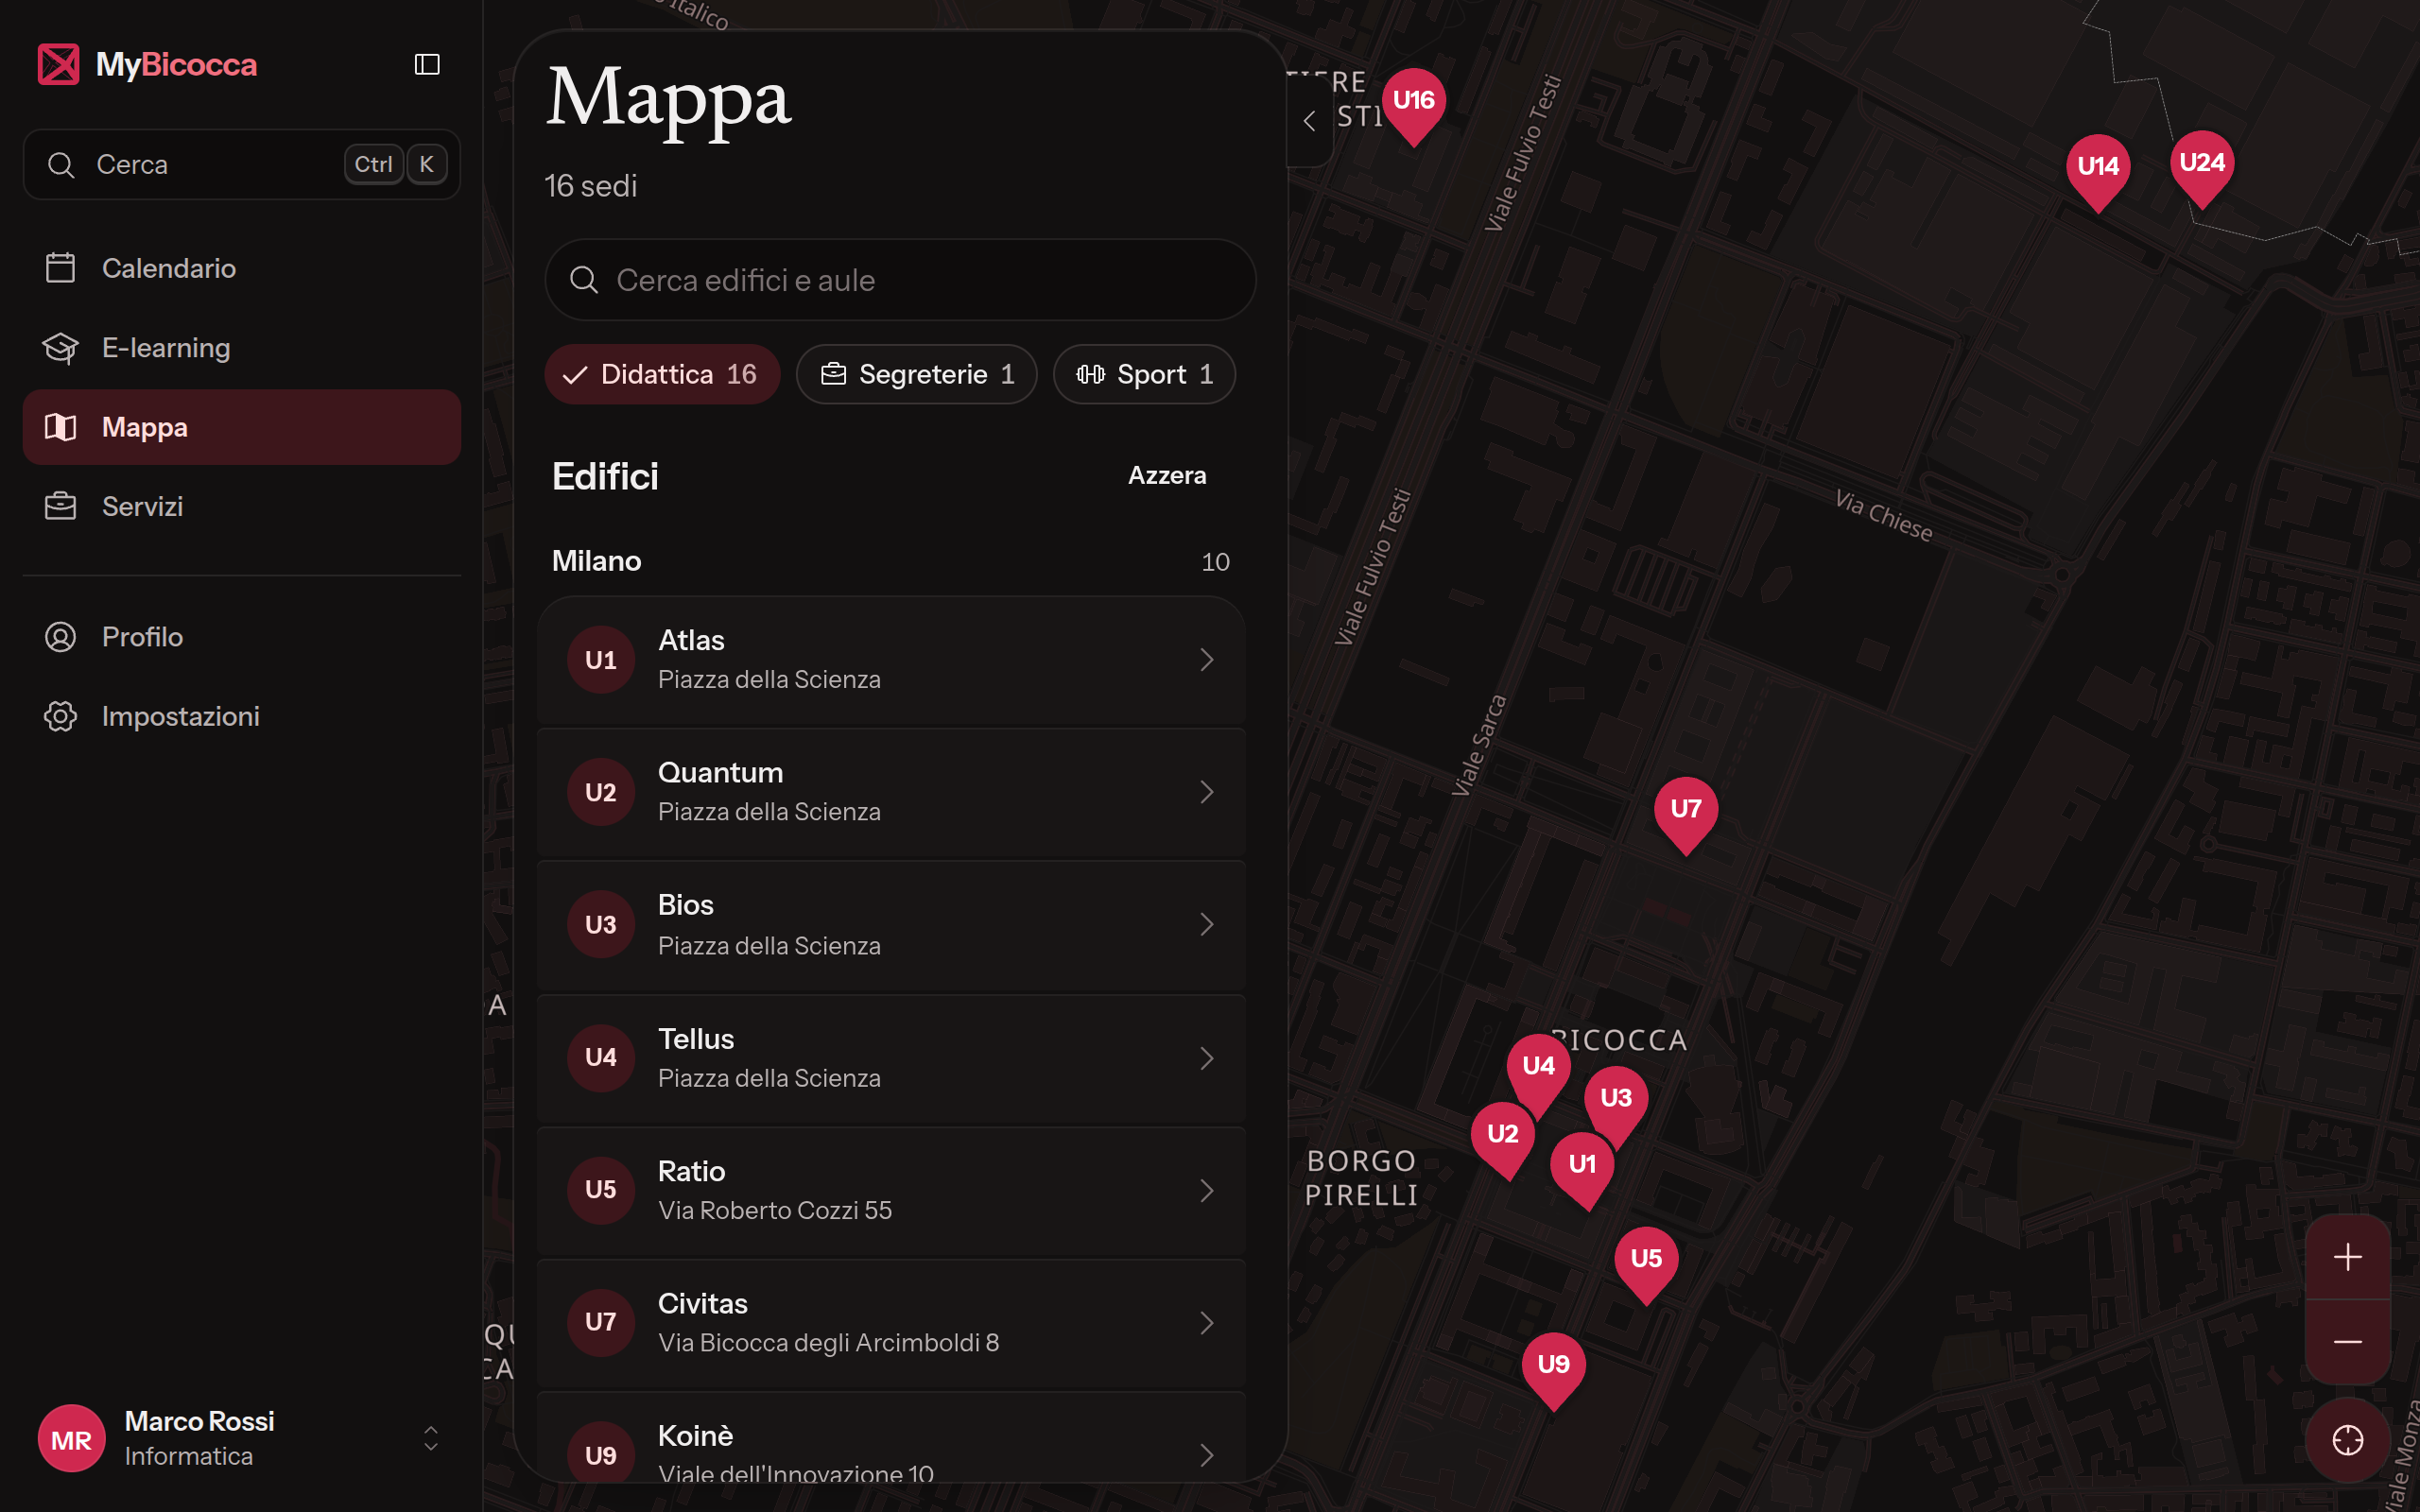 MyBicocca
Cerca
Ctrl K
Calendario
E-learning
Mappa
Servizi
Profilo
Impostazioni
MR
Marco Rossi
Informatica
Mappa
16 sedi
Cerca edifici e aule
Didattica 16
Segreterie 1
Sport 1
Edifici
Azzera
Milano
10
U1
Atlas
Piazza della Scienza
U2
Quantum
Piazza della Scienza
U3
Bios
Piazza della Scienza
U4
Tellus
Piazza della Scienza
U5
Ratio
Via Roberto Cozzi 55
U7
Civitas
Via Bicocca degli Arcimboldi 8
U9
Koinè
Viale dell'Innovazione 10
Italico
U16
U14
U24
Viale Fulvio Testi
Via Chiese
Viale Fulvio Testi
Viale Sarca
U7
BICOCCA
U4
U3
U2
U1
BORGO
PIRELLI
U5
U9
Viale Monza